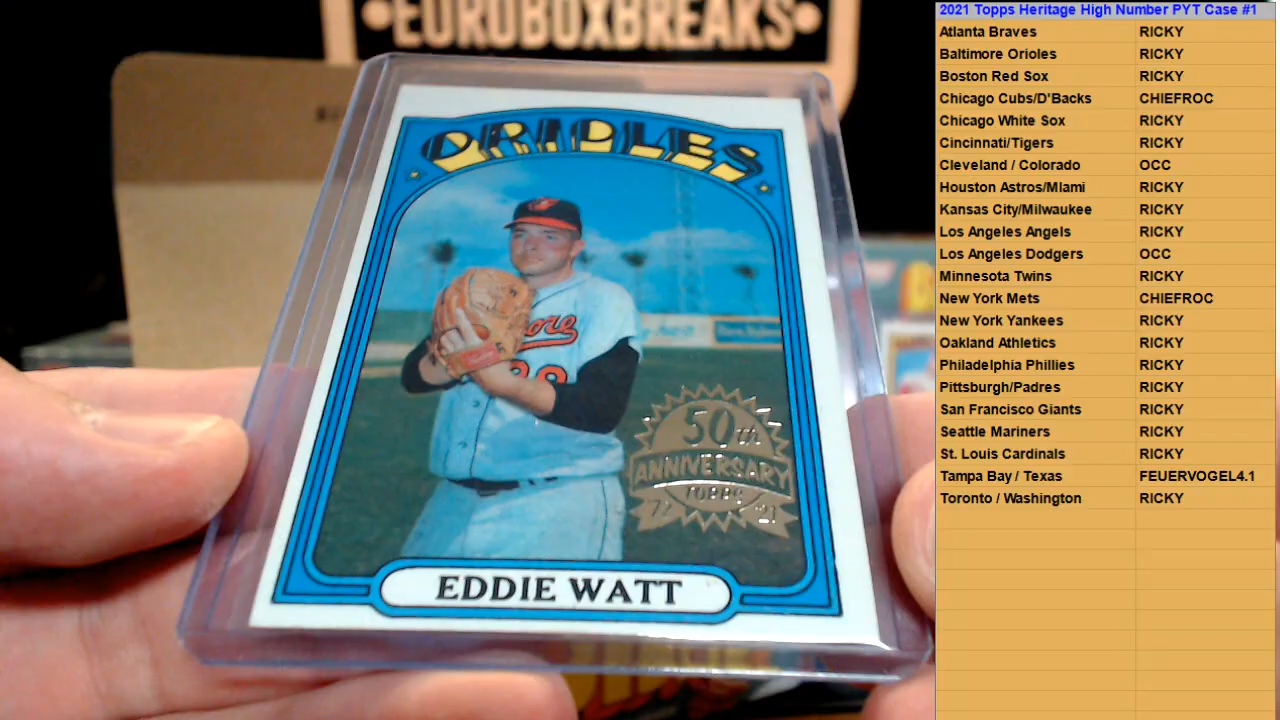 EUROBOXBREAKS
ORIOLES
50th
ANNIVERSARY
TOPPS
72 21
EDDIE WATT
2021 Topps Heritage High Number PYT Case #1
Atlanta Braves RICKY
Baltimore Orioles RICKY
Boston Red Sox RICKY
Chicago Cubs/D'Backs CHIEFROC
Chicago White Sox RICKY
Cincinnati/Tigers RICKY
Cleveland / Colorado OCC
Houston Astros/Miami RICKY
Kansas City/Milwaukee RICKY
Los Angeles Angels RICKY
Los Angeles Dodgers OCC
Minnesota Twins RICKY
New York Mets CHIEFROC
New York Yankees RICKY
Oakland Athletics RICKY
Philadelphia Phillies RICKY
Pittsburgh/Padres RICKY
San Francisco Giants RICKY
Seattle Mariners RICKY
St. Louis Cardinals RICKY
Tampa Bay / Texas FEUERVOGEL4.1
Toronto / Washington RICKY